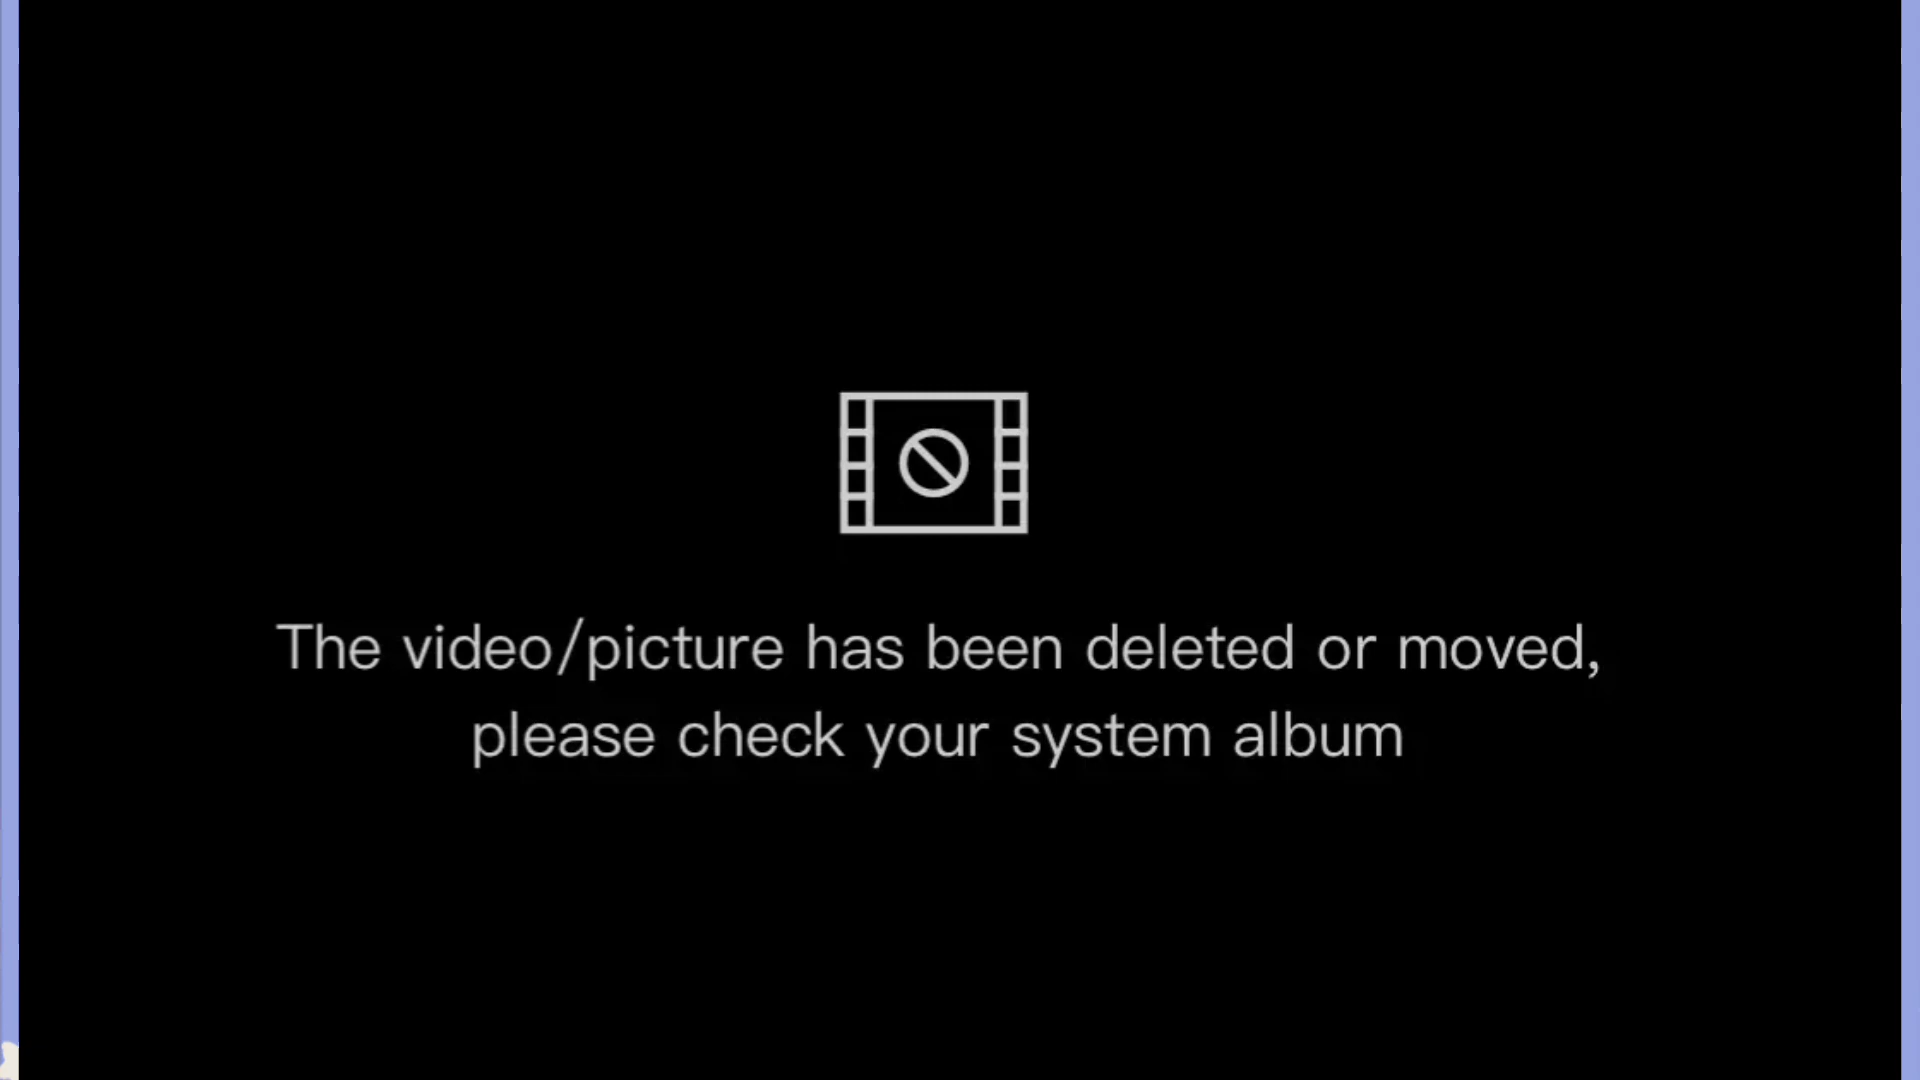 The video/picture has been deleted or moved,
please check your system album